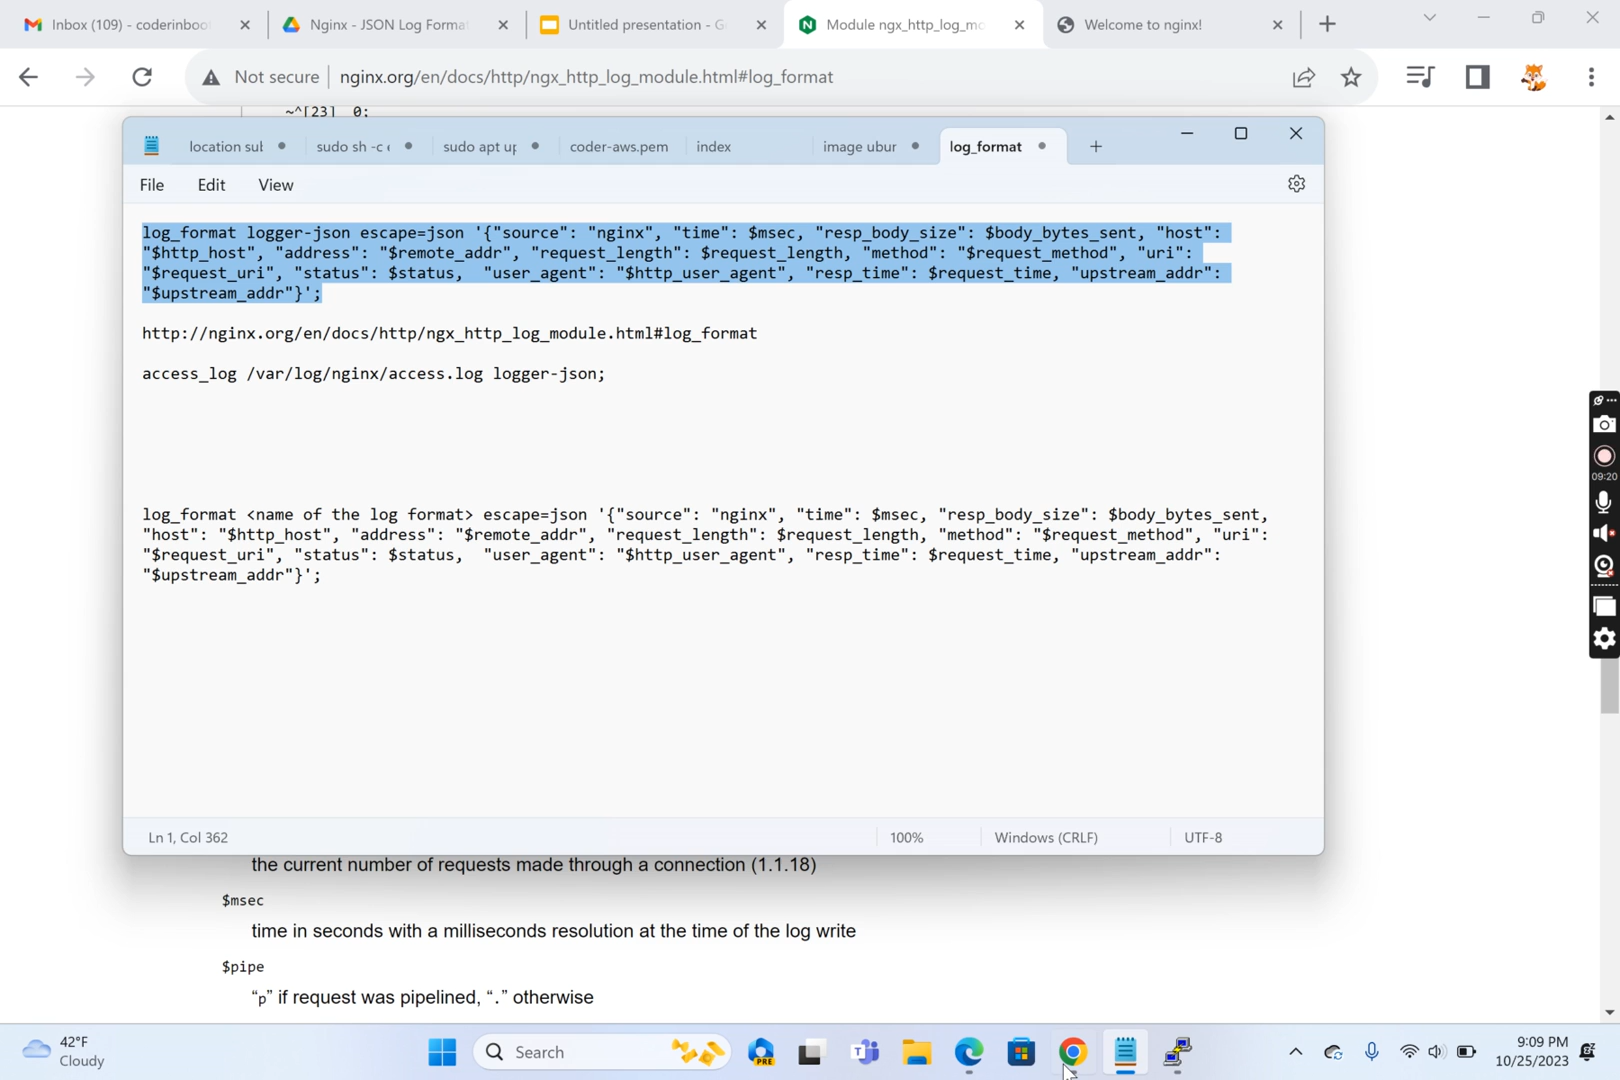 Inbox (109) - coderinboo
Nginx - JSON Log Forma
Untitled presentation - G
Module ngx_http_log_mo
Welcome to nginx!
Not secure
nginx.org/en/docs/http/ngx_http_log_module.html#log_format
~^[23]  0;
location sul
sudo sh -c
sudo apt up
coder-aws.pem
index
image ubur
log_format
File
Edit
View
log_format logger-json escape=json '{"source": "nginx", "time": $msec, "resp_body_size": $body_bytes_sent, "host":
"$http_host", "address": "$remote_addr", "request_length": $request_length, "method": "$request_method", "uri":
"$request_uri", "status": $status,  "user_agent": "$http_user_agent", "resp_time": $request_time, "upstream_addr":
"$upstream_addr"}';
http://nginx.org/en/docs/http/ngx_http_log_module.html#log_format
access_log /var/log/nginx/access.log logger-json;
09:20
log_format <name of the log format> escape=json '{"source": "nginx", "time": $msec, "resp_body_size": $body_bytes_sent,
"host": "$http_host", "address": "$remote_addr", "request_length": $request_length, "method": "$request_method", "uri":
"$request_uri", "status": $status,  "user_agent": "$http_user_agent", "resp_time": $request_time, "upstream_addr":
"$upstream_addr"}';
Ln 1, Col 362
100%
Windows (CRLF)
UTF-8
the current number of requests made through a connection (1.1.18)
$msec
time in seconds with a milliseconds resolution at the time of the log write
$pipe
“p” if request was pipelined, “.” otherwise
42°F
Cloudy
Search
PRE
9:09 PM
10/25/2023